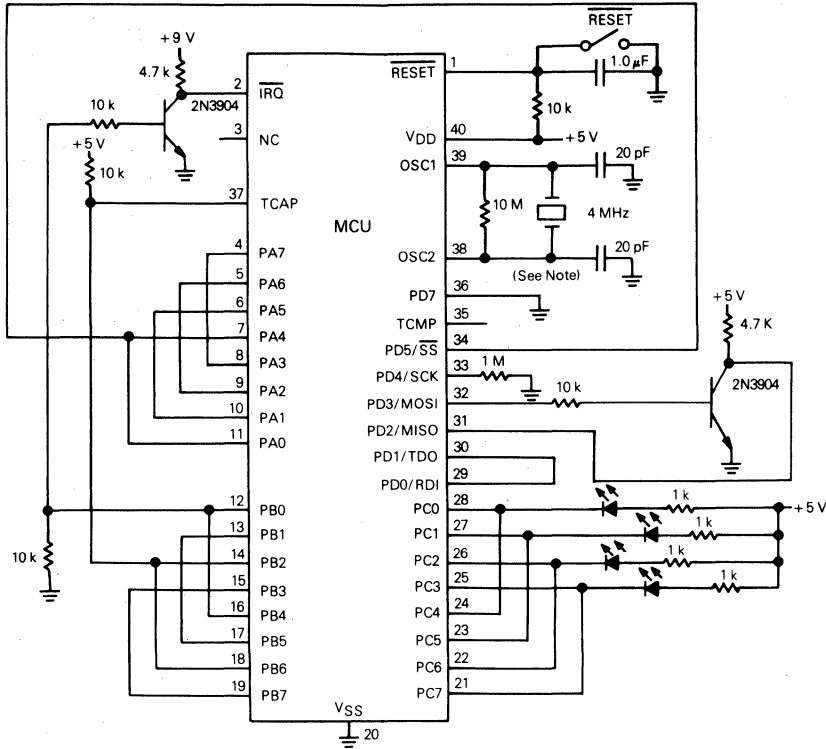 RESET
+9 V
4.7 k
2
IRQ
2N3904
10 k
3
NC
+5 V
10 k
37
TCAP
MCU
4
PA7
5
PA6
6
PA5
7
PA4
8
PA3
9
PA2
10
PA1
11
PA0
12
PB0
13
PB1
14
PB2
10 k
15
PB3
16
PB4
17
PB5
18
PB6
19
PB7
VSS
20
RESET
1
1.0 µF
10 k
VDD
40
+5 V
OSC1
39
20 pF
10 M
4 MHz
OSC2
38
20 pF
(See Note)
PD7
36
TCMP
35
PD5/SS
34
+5 V
4.7 K
PD4/SCK
33
1 M
2N3904
PD3/MOSI
32
10 k
PD2/MISO
31
PD1/TDO
30
PD0/RDI
29
PC0
28
1 k
+5 V
PC1
27
1 k
PC2
26
1 k
PC3
25
1 k
PC4
24
PC5
23
PC6
22
PC7
21